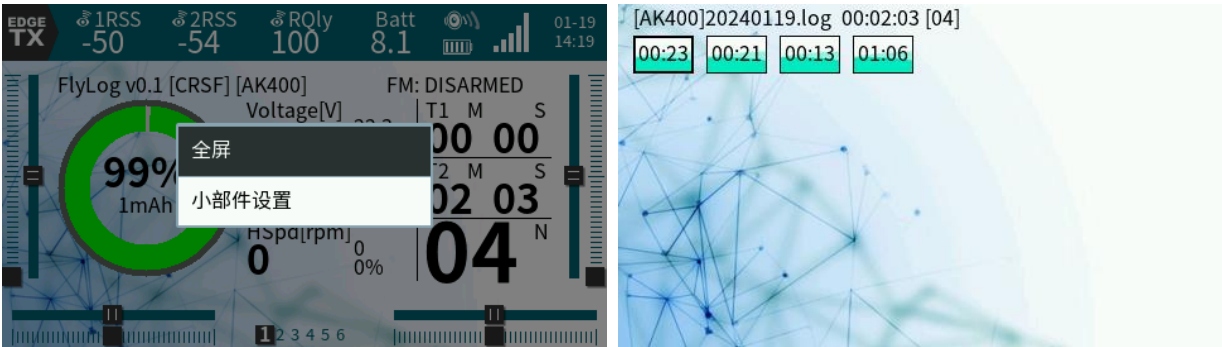 EDGE TX
1RSS 2RSS RQly Batt 01-19
-50 -54 100 8.1 14:19
FlyLog v0.1 [CRSF] [AK400] FM: DISARMED
Voltage[V] T1 M S
00 00
全屏
99%
T2 M S
小部件设置
1mAh
02 03
HSpd[rpm] N
0 0 04
0%
1 2 3 4 5 6
[AK400]20240119.log 00:02:03 [04]
00:23 00:21 00:13 01:06